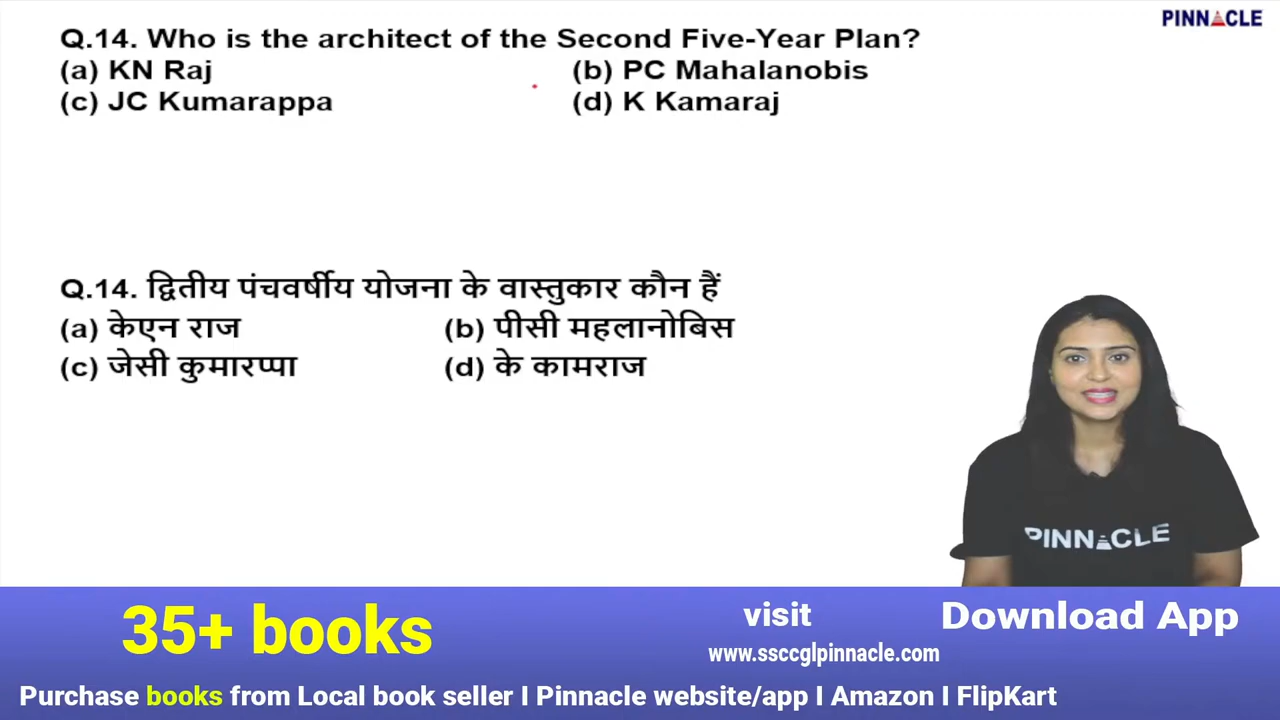 PINNACLE
Q.14. Who is the architect of the Second Five-Year Plan?
(a) KN Raj (b) PC Mahalanobis
(c) JC Kumarappa (d) K Kamaraj
Q.14. द्वितीय पंचवर्षीय योजना के वास्तुकार कौन हैं
(a) केएन राज (b) पीसी महलानोबिस
(c) जेसी कुमारप्पा (d) के कामराज
PINNACLE
35+ books
visit
www.ssccglpinnacle.com
Download App
Purchase books from Local book seller I Pinnacle website/app I Amazon I FlipKart